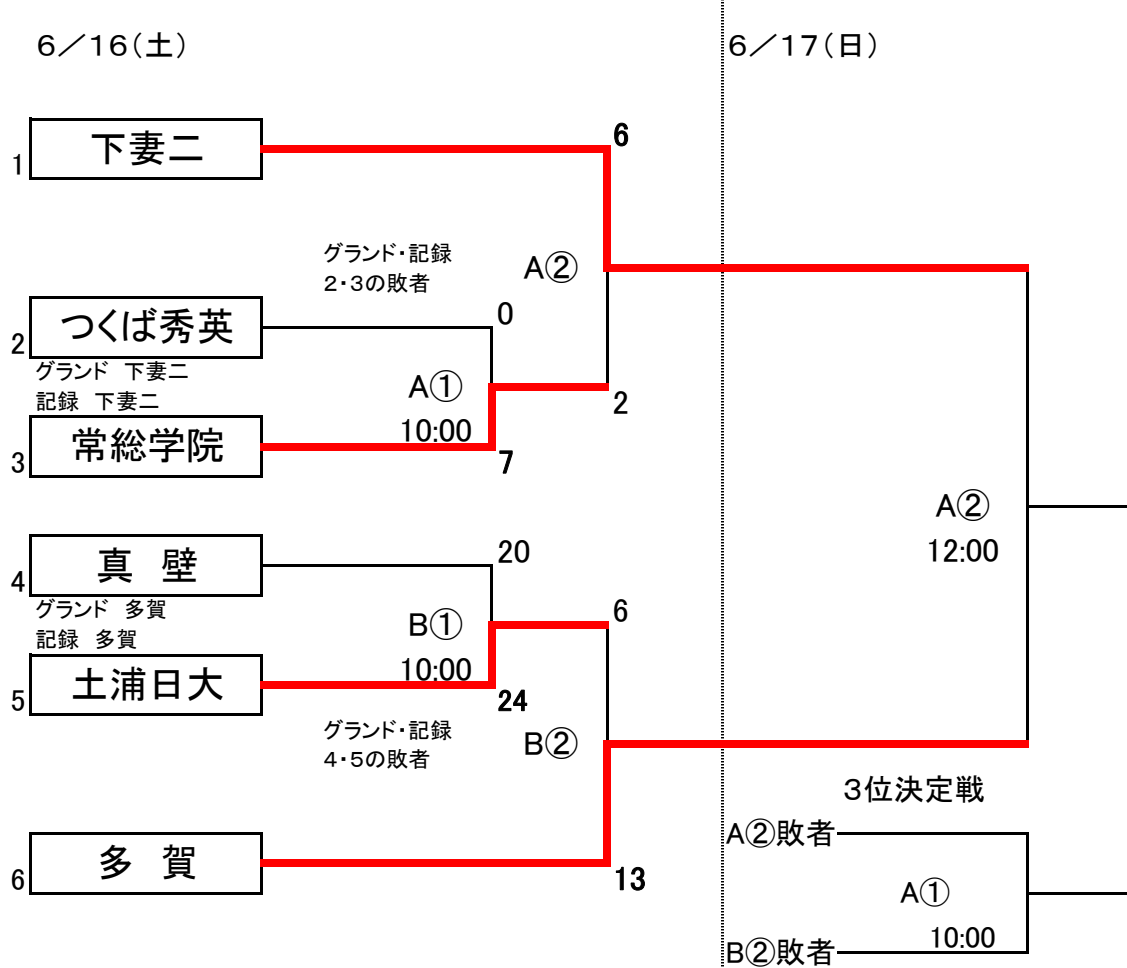 6／16(土)
6／17(日)
1
下妻二
6
グランド・記録
2・3の敗者
A②
2
つくば秀英
0
グランド 下妻二
記録 下妻二
A①
10:00
2
3
常総学院
7
A②
12:00
4
真 壁
20
グランド 多賀
記録 多賀
B①
10:00
6
5
土浦日大
24
グランド・記録
4・5の敗者
B②
6
多 賀
13
3位決定戦
A②敗者
A①
10:00
B②敗者